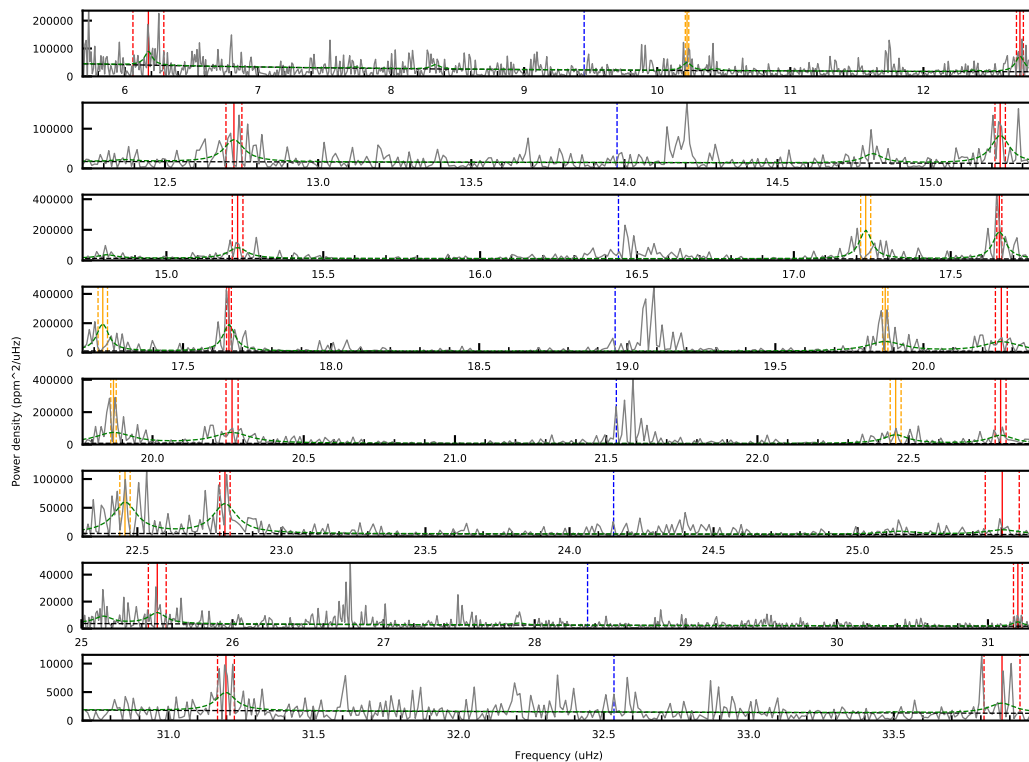 200000
100000
0
6 7 8 9 10 11 12
100000
0
12.5 13.0 13.5 14.0 14.5 15.0
400000
200000
0
15.0 15.5 16.0 16.5 17.0 17.5
400000
200000
0
17.5 18.0 18.5 19.0 19.5 20.0
400000
200000
0
20.0 20.5 21.0 21.5 22.0 22.5
Power density (ppm^2/uHz)
100000
50000
0
22.5 23.0 23.5 24.0 24.5 25.0 25.5
40000
20000
0
25 26 27 28 29 30 31
10000
5000
0
31.0 31.5 32.0 32.5 33.0 33.5
Frequency (uHz)